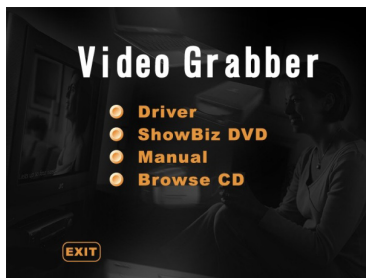 Video Grabber
Driver
ShowBiz DVD
Manual
Browse CD
EXIT